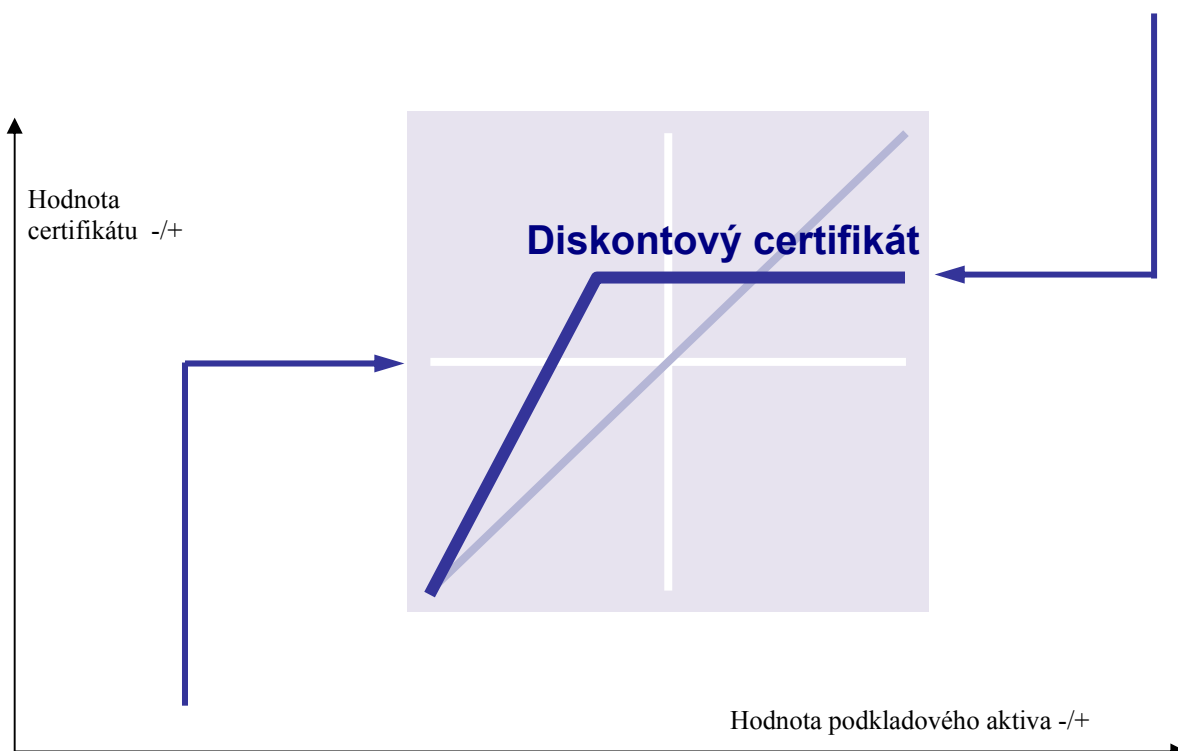 Hodnota
certifikátu -/+
Diskontový certifikát
Hodnota podkladového aktiva -/+